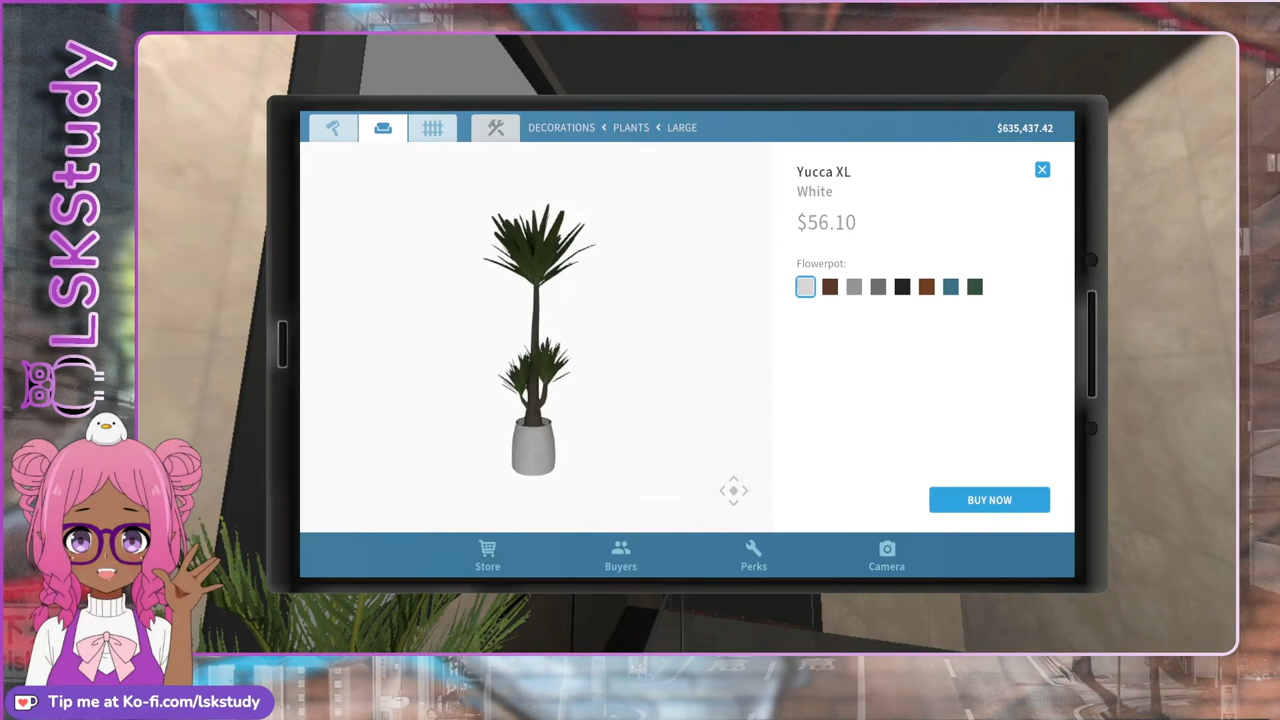 LSKStudy
DECORATIONS < PLANTS < LARGE
$635,437.42
Yucca XL
White
$56.10
Flowerpot:
BUY NOW
Store
Buyers
Perks
Camera
Tip me at Ko-fi.com/lskstudy